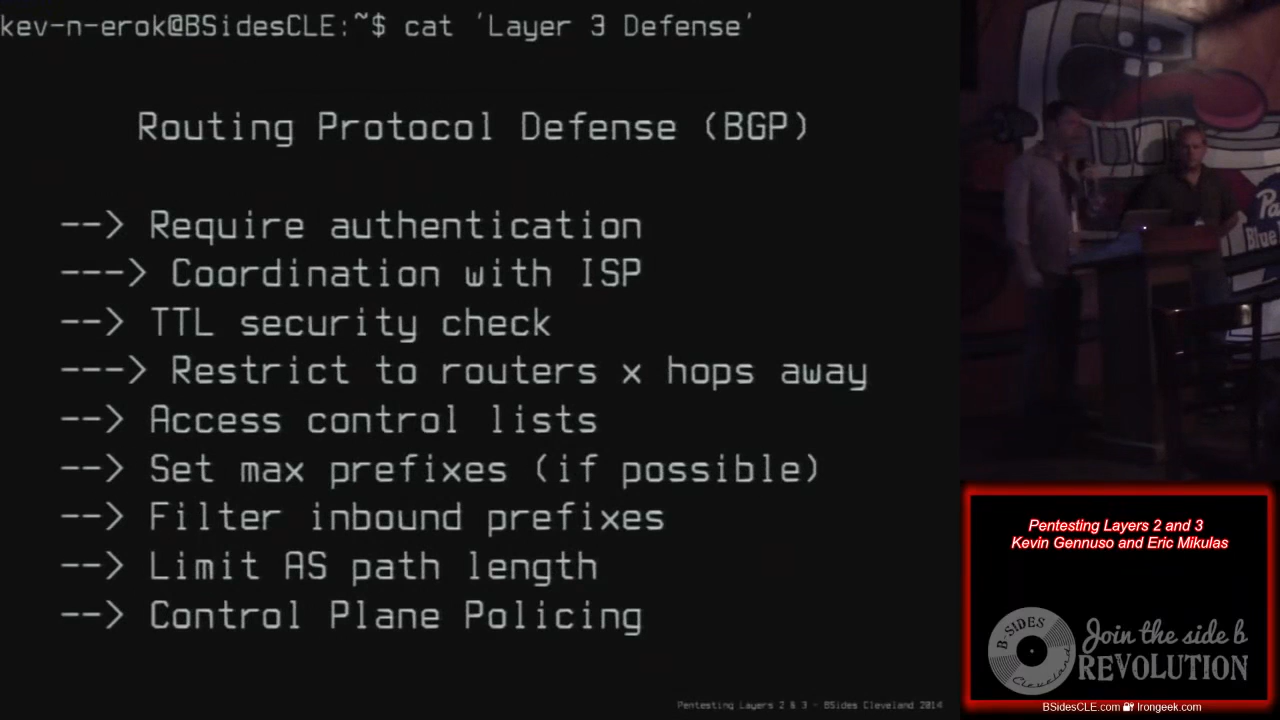 kev-n-erok@BSidesCLE:~$ cat 'Layer 3 Defense'
Routing Protocol Defense (BGP)
--> Require authentication
---> Coordination with ISP
--> TTL security check
---> Restrict to routers x hops away
--> Access control lists
--> Set max prefixes (if possible)
--> Filter inbound prefixes
--> Limit AS path length
--> Control Plane Policing
Pentesting Layers 2 & 3 - BSides Cleveland 2014
Blue
Pentesting Layers 2 and 3
Kevin Gennuso and Eric Mikulas
B-SIDES
Cleveland
Join the side b
REVOLUTION
BSidesCLE.com Irongeek.com